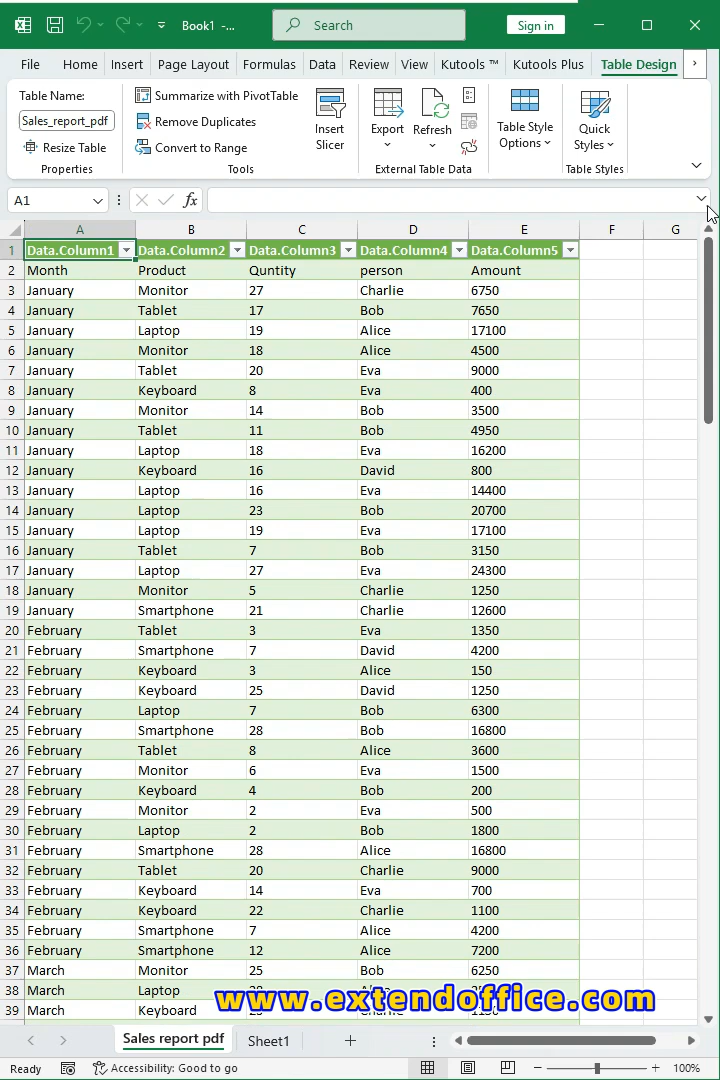 Book1 -...
Search
Sign in
File Home Insert Page Layout Formulas Data Review View Kutools ™ Kutools Plus Table Design
Table Name:
Sales_report_pdf
Resize Table
Properties
Summarize with PivotTable
Remove Duplicates
Convert to Range
Tools
Insert
Slicer
Export
Refresh
External Table Data
Table Style
Options
Quick
Styles
Table Styles
A1
fx
A B C D E F G
1 Data.Column1 Data.Column2 Data.Column3 Data.Column4 Data.Column5
2 Month Product Quntity person Amount
3 January Monitor 27 Charlie 6750
4 January Tablet 17 Bob 7650
5 January Laptop 19 Alice 17100
6 January Monitor 18 Alice 4500
7 January Tablet 20 Eva 9000
8 January Keyboard 8 Eva 400
9 January Monitor 14 Bob 3500
10 January Tablet 11 Bob 4950
11 January Laptop 18 Eva 16200
12 January Keyboard 16 David 800
13 January Laptop 16 Eva 14400
14 January Laptop 23 Bob 20700
15 January Laptop 19 Eva 17100
16 January Tablet 7 Bob 3150
17 January Laptop 27 Eva 24300
18 January Monitor 5 Charlie 1250
19 January Smartphone 21 Charlie 12600
20 February Tablet 3 Eva 1350
21 February Smartphone 7 David 4200
22 February Keyboard 3 Alice 150
23 February Keyboard 25 David 1250
24 February Laptop 7 Bob 6300
25 February Smartphone 28 Bob 16800
26 February Tablet 8 Alice 3600
27 February Monitor 6 Eva 1500
28 February Keyboard 4 Bob 200
29 February Monitor 2 Eva 500
30 February Laptop 2 Bob 1800
31 February Smartphone 28 Alice 16800
32 February Tablet 20 Charlie 9000
33 February Keyboard 14 Eva 700
34 February Keyboard 22 Charlie 1100
35 February Smartphone 7 Alice 4200
36 February Smartphone 12 Alice 7200
37 March Monitor 25 Bob 6250
38 March Laptop
www.extendoffice.com
39 March Keyboard
Sales report pdf Sheet1
Ready Accessibility: Good to go 100%